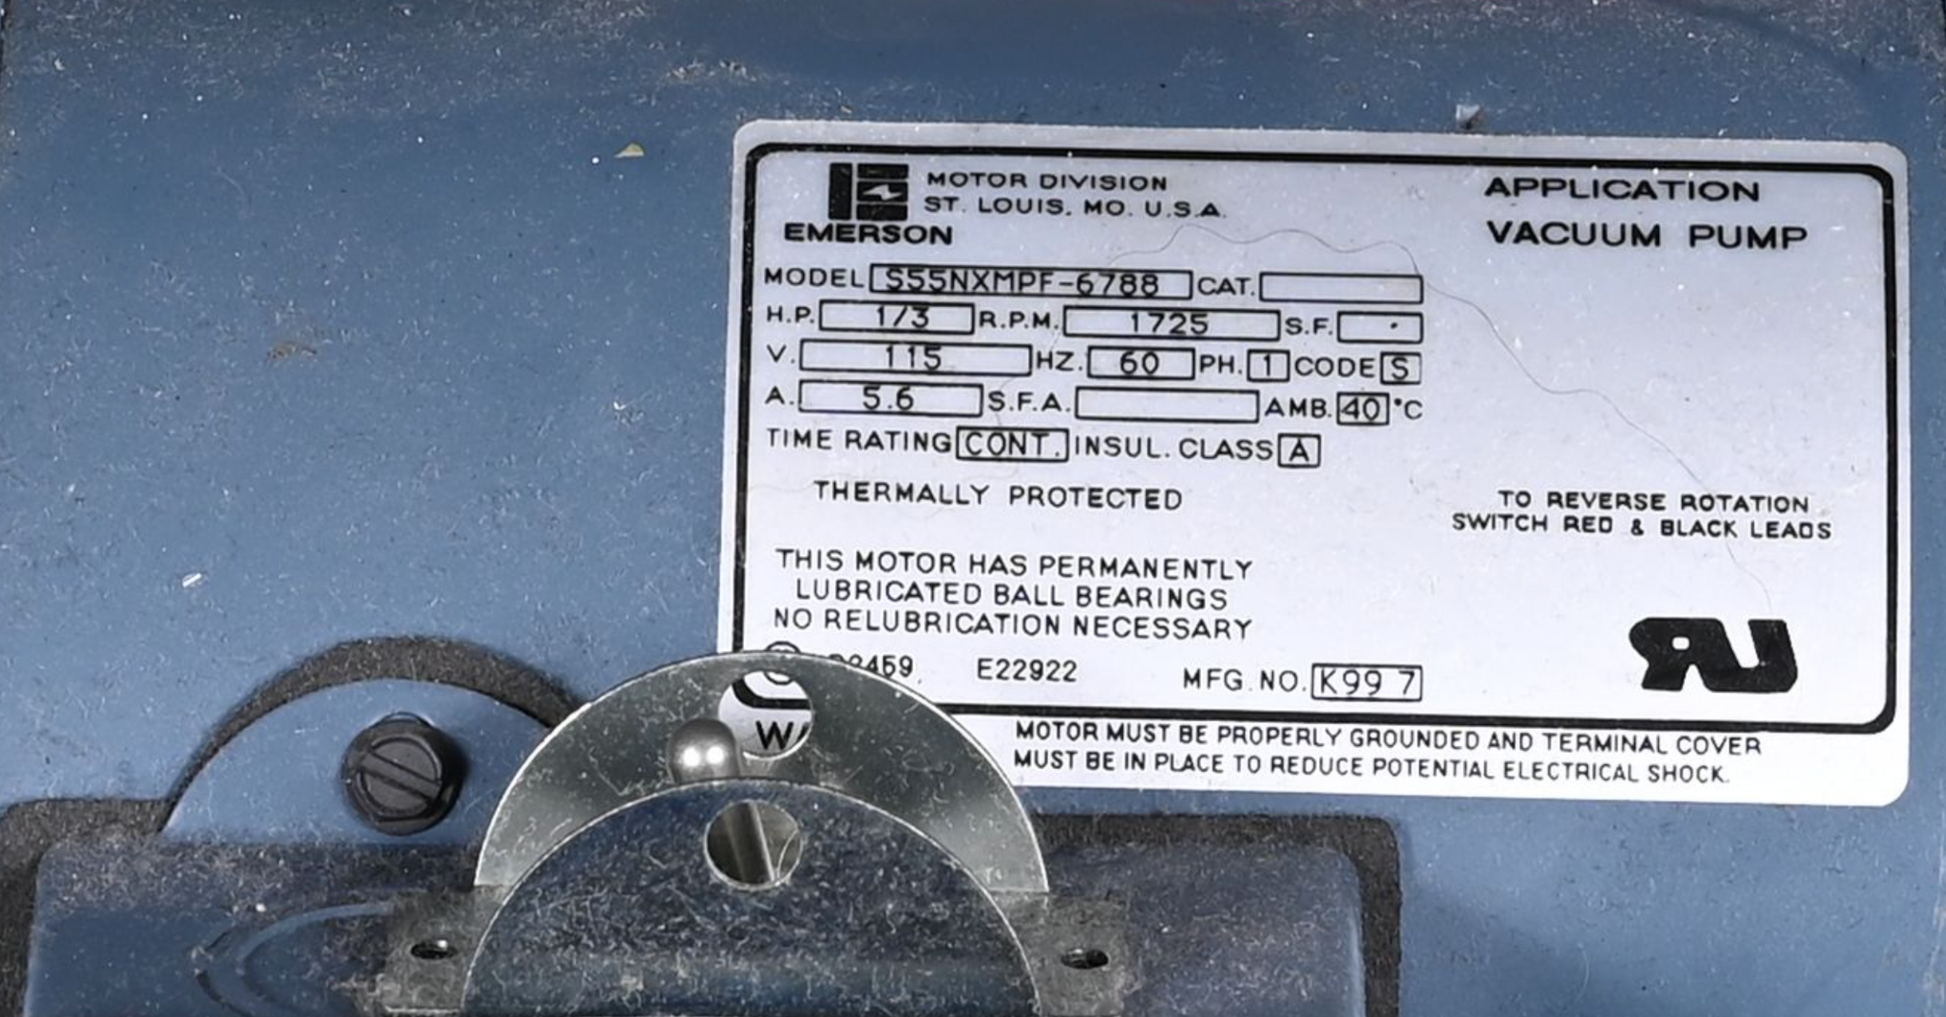 MOTOR DIVISION
ST. LOUIS, MO. U.S.A.
EMERSON
APPLICATION
VACUUM PUMP
MODEL S55NXMPF-6788 CAT.
H.P. 1/3 R.P.M. 1725 S.F. .
V. 115 HZ. 60 PH. 1 CODE S
A. 5.6 S.F.A. AMB. 40 °C
TIME RATING CONT. INSUL. CLASS A
THERMALLY PROTECTED
TO REVERSE ROTATION
SWITCH RED & BLACK LEADS
THIS MOTOR HAS PERMANENTLY
LUBRICATED BALL BEARINGS
NO RELUBRICATION NECESSARY
E22922 MFG. NO. K99 7
MOTOR MUST BE PROPERLY GROUNDED AND TERMINAL COVER
MUST BE IN PLACE TO REDUCE POTENTIAL ELECTRICAL SHOCK.